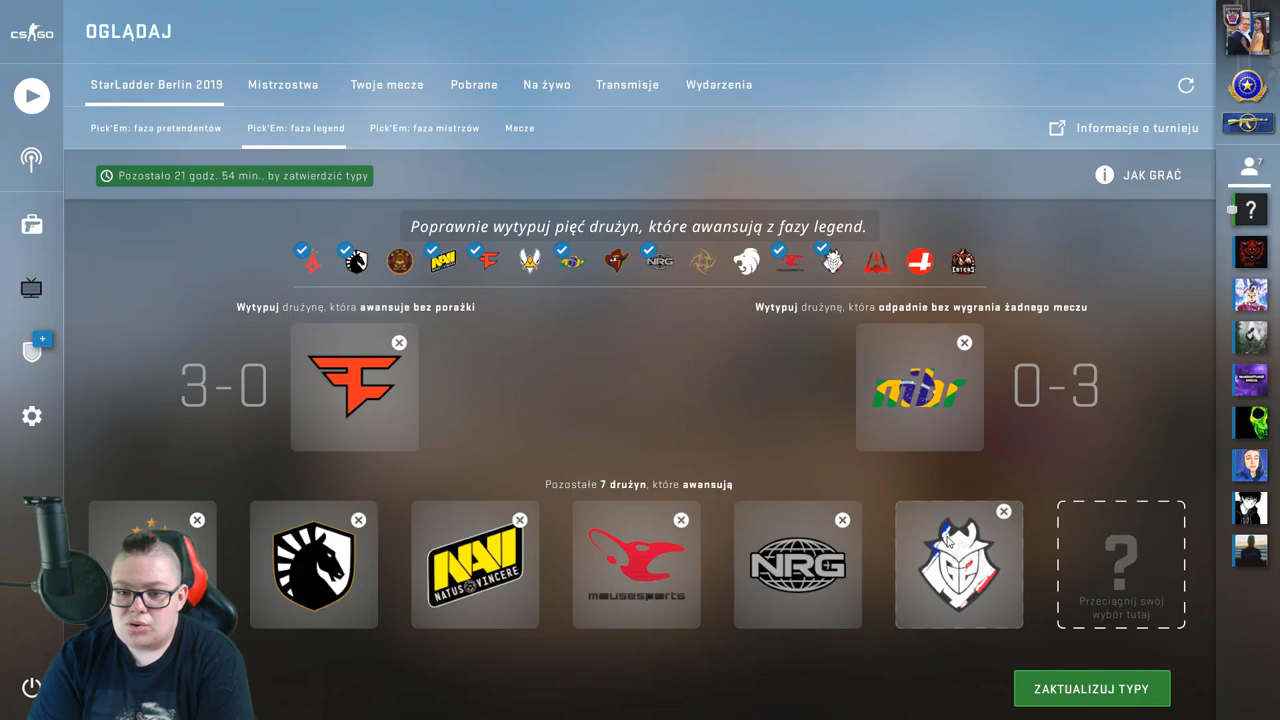 CS GO
OGLĄDAJ
StarLadder Berlin 2019 Mistrzostwa Twoje mecze Pobrane Na żywo Transmisje Wydarzenia
Pick'Em: faza pretendentów Pick'Em: faza legend Pick'Em: faza mistrzów Mecze
Informacje o turnieju
Pozostało 21 godz. 54 min., by zatwierdzić typy
JAK GRAĆ
Poprawnie wytypuj pięć drużyn, które awansują z fazy legend.
Wytypuj drużynę, która awansuje bez porażki
Wytypuj drużynę, która odpadnie bez wygrania żadnego meczu
3-0
mibr
0-3
Pozostałe 7 drużyn, które awansują
NAVI
NATUS VINCERE
mousesports
NRG
G2
?
Przeciągnij swój
wybór tutaj
ZAKTUALIZUJ TYPY
7
?
+